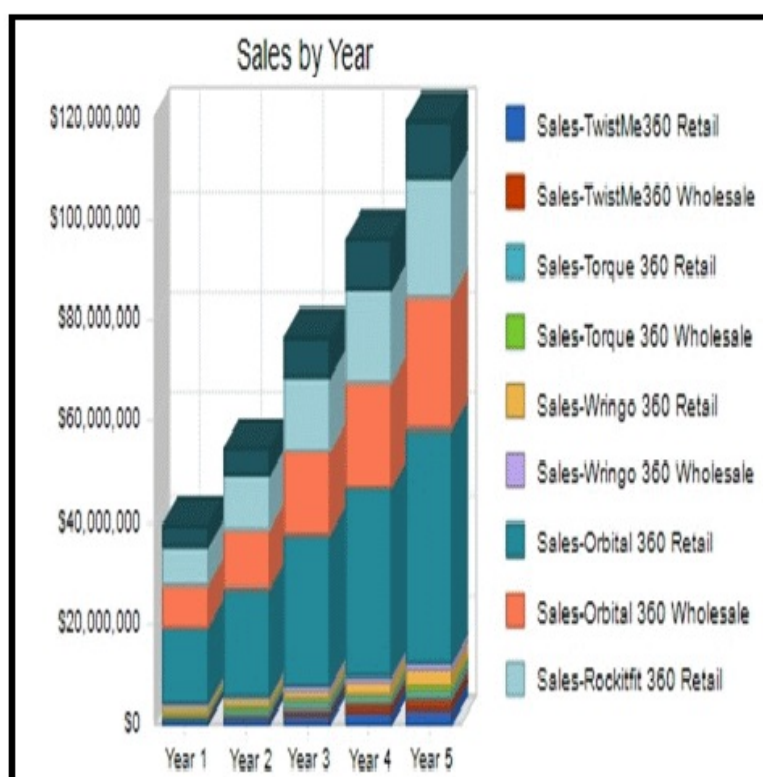 Sales by Year
$120,000,000
$100,000,000
$80,000,000
$60,000,000
$40,000,000
$20,000,000
$0
Year 1
Year 2
Year 3
Year 4
Year 5
Sales-TwistMe360 Retail
Sales-TwistMe360 Wholesale
Sales-Torque 360 Retail
Sales-Torque 360 Wholesale
Sales-Wringo 360 Retail
Sales-Wringo 360 Wholesale
Sales-Orbital 360 Retail
Sales-Orbital 360 Wholesale
Sales-Rockitfit 360 Retail